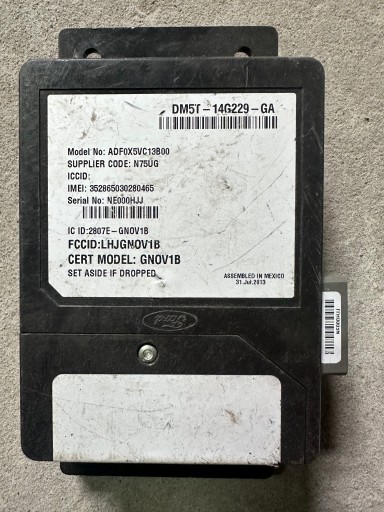 DM5T-14G229-GA
Model No: ADF0X5VC13B00
SUPPLIER CODE: N75UG
ICCID:
IMEI: 352865030280465
Serial No: NE000HJJ
IC ID:2807E-GNOV1B
FCCID:LHJGNOV1B
CERT MODEL: GNOV1B
SET ASIDE IF DROPPED
ASSEMBLED IN MEXICO
31.Jul.2013
Ford